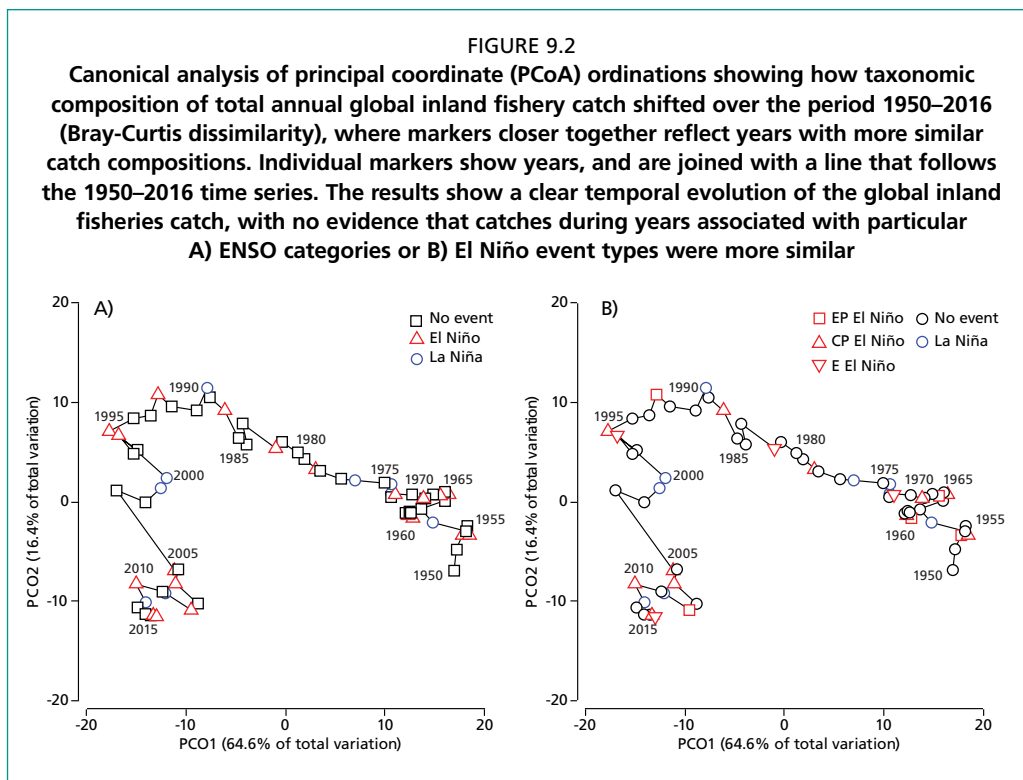 FIGURE 9.2
Canonical analysis of principal coordinate (PCoA) ordinations showing how taxonomic
composition of total annual global inland fishery catch shifted over the period 1950–2016
(Bray-Curtis dissimilarity), where markers closer together reflect years with more similar
catch compositions. Individual markers show years, and are joined with a line that follows
the 1950–2016 time series. The results show a clear temporal evolution of the global inland
fisheries catch, with no evidence that catches during years associated with particular
A) ENSO categories or B) El Niño event types were more similar
A)
No event
El Niño
La Niña
20
10
0
-10
-20
PCO2 (16.4% of total variation)
1990
1995
1985
1980
2000
1975
1970
1965
1960
1955
1950
2005
2010
2015
-20
-10
0
10
20
PCO1 (64.6% of total variation)
B)
EP El Niño
No event
CP El Niño
La Niña
E El Niño
20
10
0
-10
-20
PCO2 (16.4% of total variation)
1990
1995
1985
1980
2000
1975
1970
1965
1960
1955
1950
2005
2010
2015
-20
-10
0
10
20
PCO1 (64.6% of total variation)